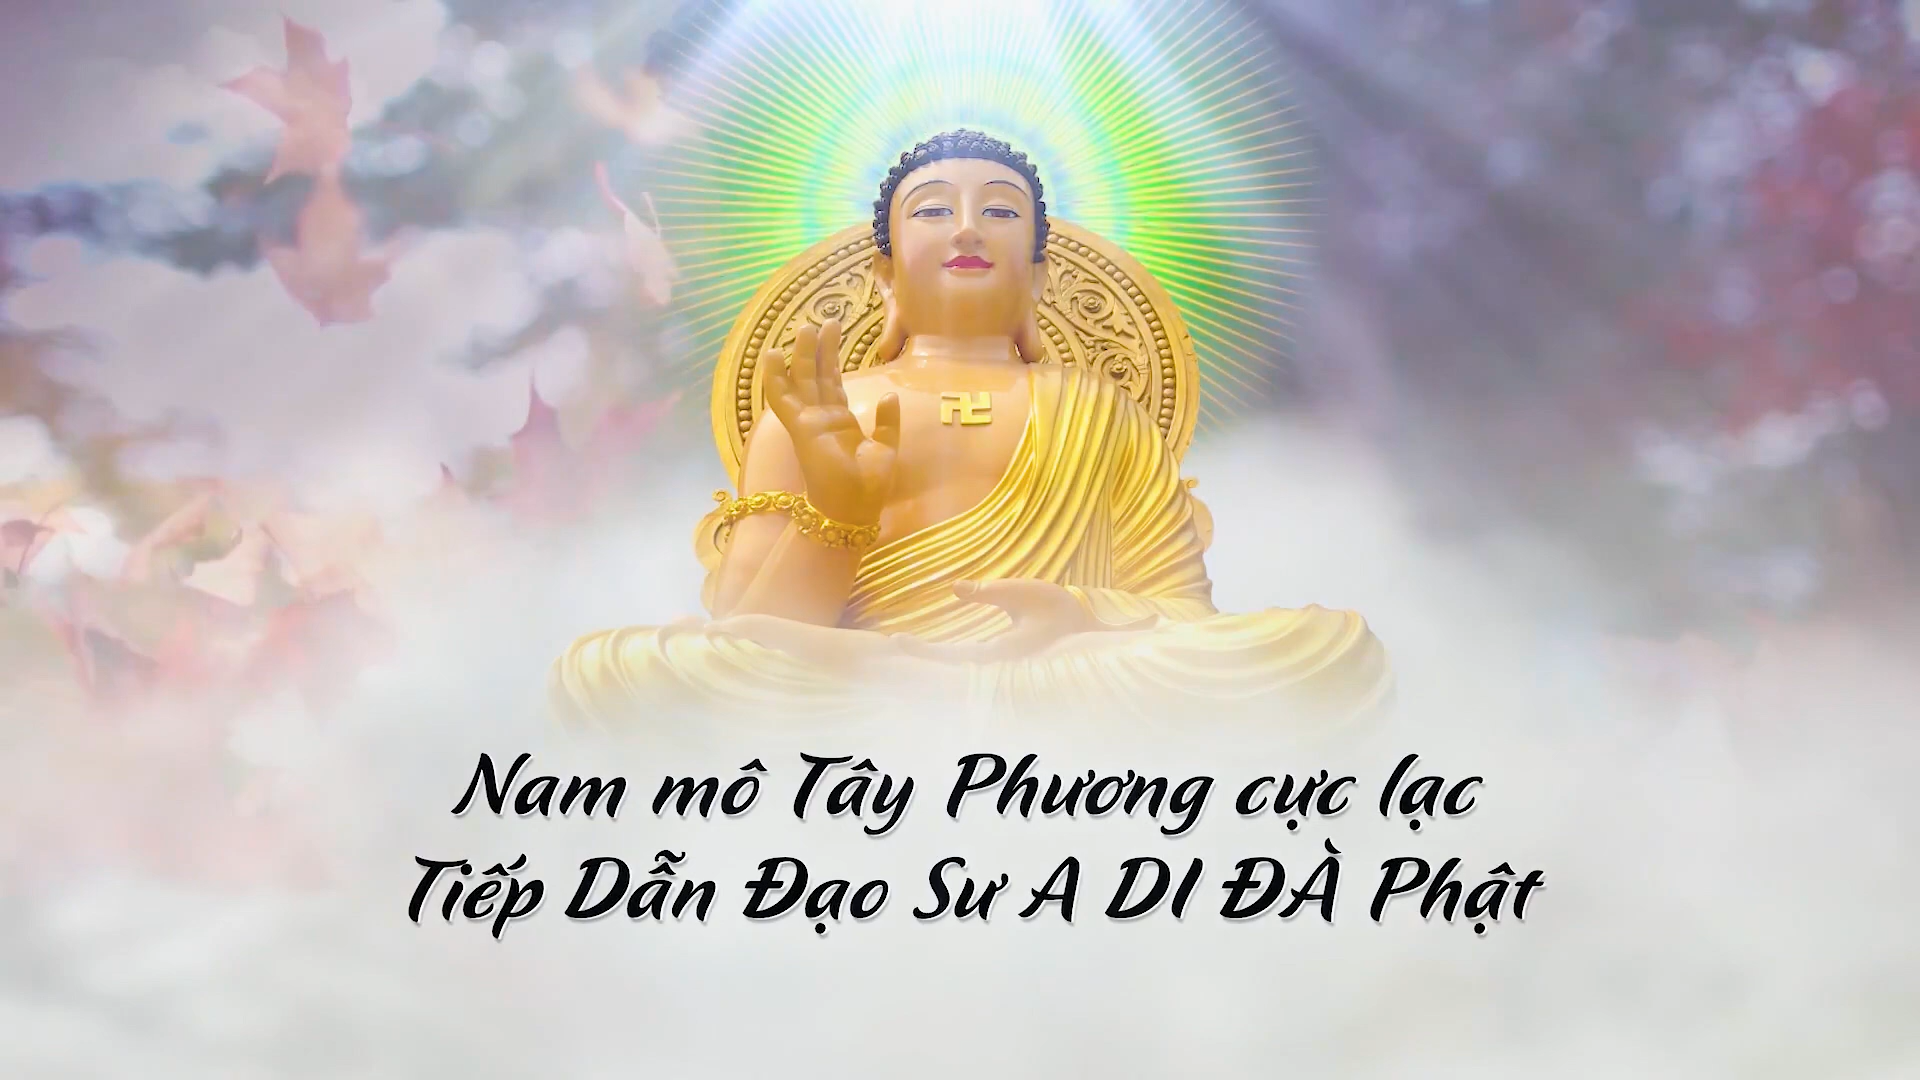 Nam mô Tây Phương cực lạc
Tiếp Dẫn Đạo Sư A DI ĐÀ Phật